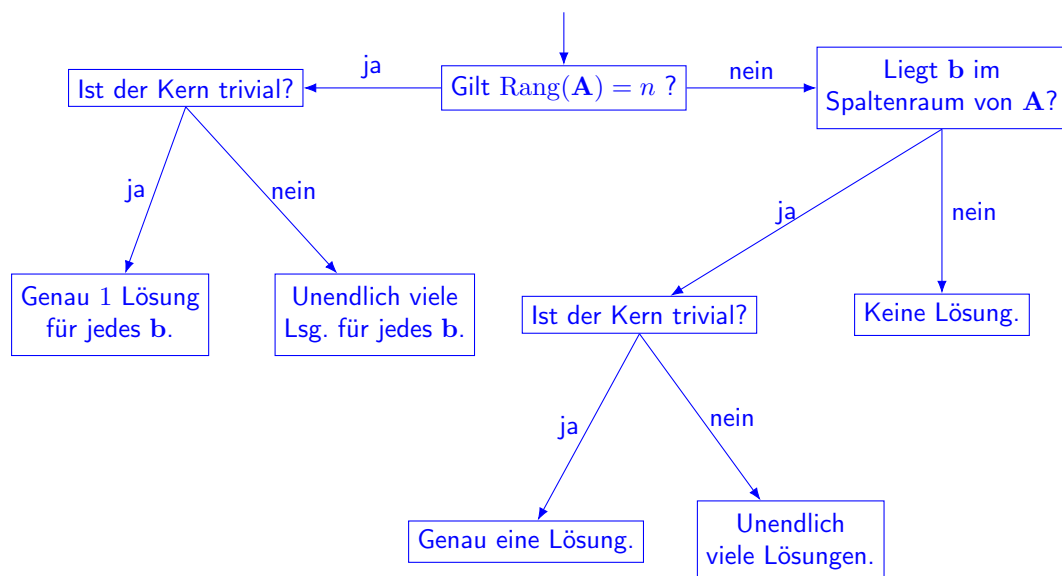 Gilt Rang(A) = n ?
ja
nein
Ist der Kern trivial?
Liegt b im
Spaltenraum von A?
ja
nein
ja
nein
Genau 1 Lösung
für jedes b.
Unendlich viele
Lsg. für jedes b.
Ist der Kern trivial?
Keine Lösung.
ja
nein
Genau eine Lösung.
Unendlich
viele Lösungen.